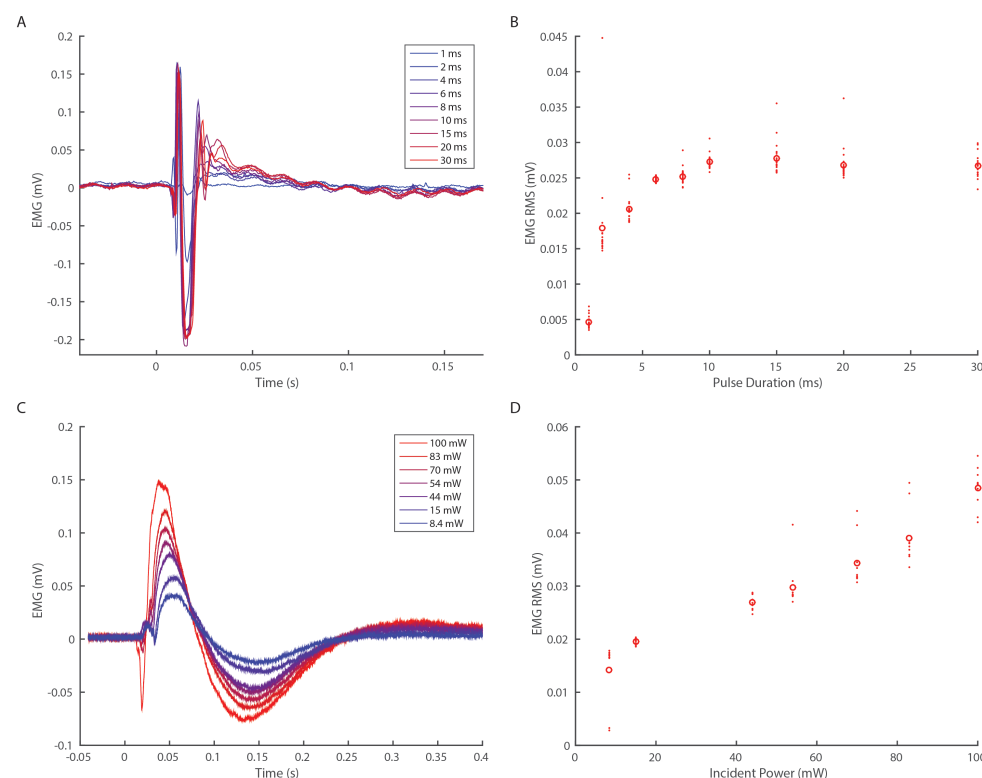 A
EMG (mV)
0.2
0.15
0.1
0.05
0
-0.05
-0.1
-0.15
-0.2
0 0.05 0.1 0.15
Time (s)
1 ms
2 ms
4 ms
6 ms
8 ms
10 ms
15 ms
20 ms
30 ms
B
EMG RMS (mV)
0.045
0.04
0.035
0.03
0.025
0.02
0.015
0.01
0.005
0
0 5 10 15 20 25 30
Pulse Duration (ms)
C
EMG (mV)
0.2
0.15
0.1
0.05
0
-0.05
-0.1
-0.05 0 0.05 0.1 0.15 0.2 0.25 0.3 0.35 0.4
Time (s)
100 mW
83 mW
70 mW
54 mW
44 mW
15 mW
8.4 mW
D
EMG RMS (mV)
0.06
0.05
0.04
0.03
0.02
0.01
0
0 20 40 60 80 100
Incident Power (mW)